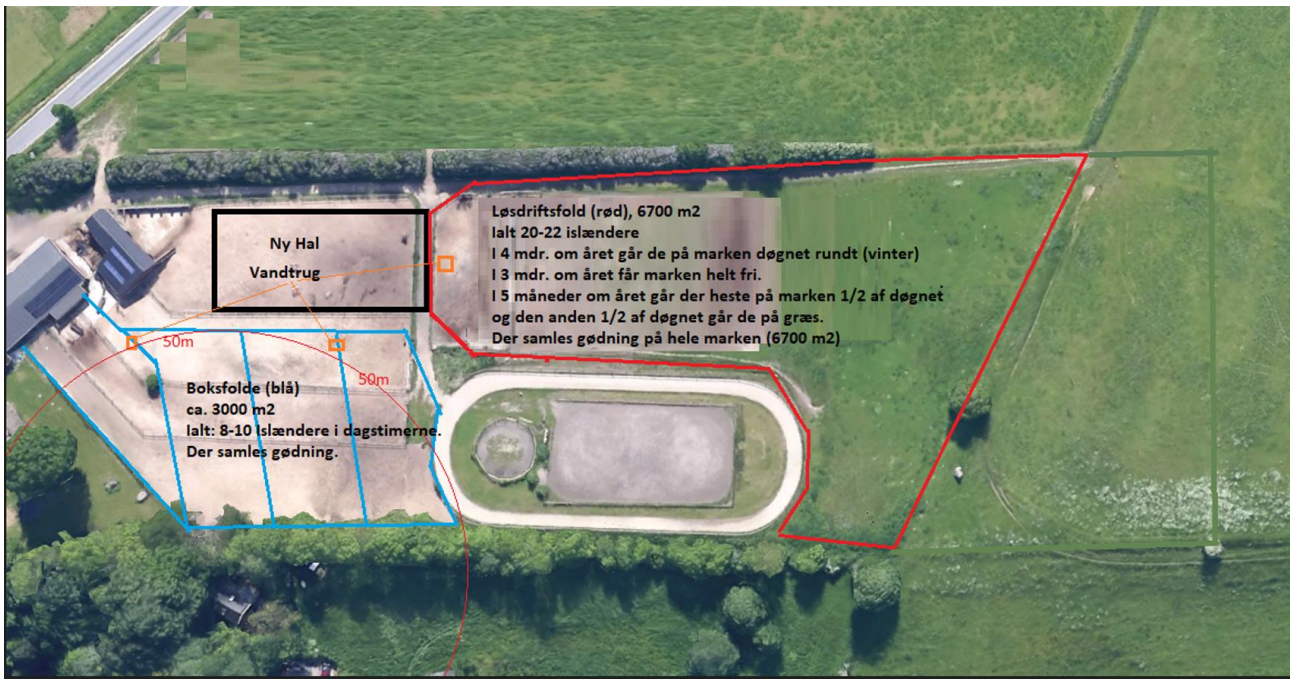 Ny Hal
Vandtrug
Løsdriftsfold (rød), 6700 m2
Ialt 20-22 islændere
I 4 mdr. om året går de på marken døgnet rundt (vinter)
I 3 mdr. om året får marken helt fri.
I 5 måneder om året går der heste på marken 1/2 af døgnet
og den anden 1/2 af døgnet går de på græs.
Der samles gødning på hele marken (6700 m2)
50m
50m
Boksfolde (blå)
ca. 3000 m2
Ialt: 8-10 Islændere i dagstimerne.
Der samles gødning.